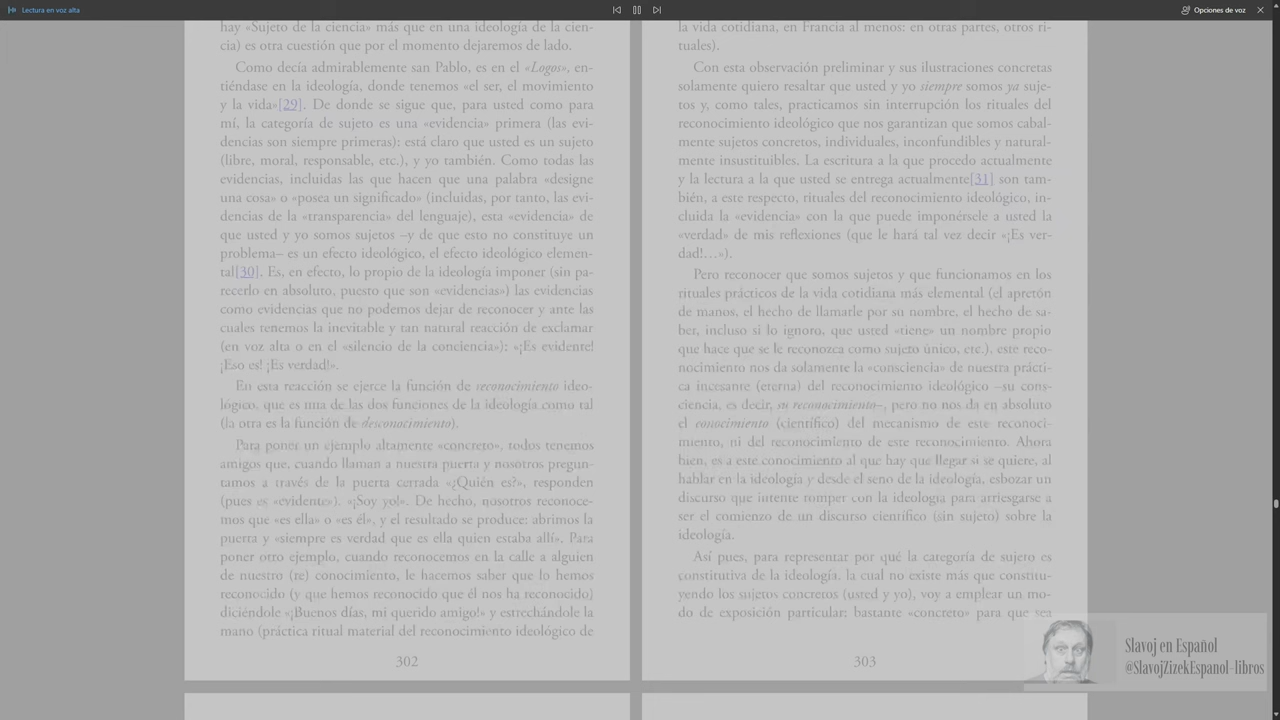 Lectura en voz alta
Opciones de voz
hay «Sujeto de la ciencia» más que en una ideología de la cien-
cia) es otra cuestión que por el momento dejaremos de lado.
Como decía admirablemente san Pablo, es en el «Logos», en-
tiéndase en la ideología, donde tenemos «el ser, el movimiento
y la vida»[29]. De donde se sigue que, para usted como para
mí, la categoría de sujeto es una «evidencia» primera (las evi-
dencias son siempre primeras): está claro que usted es un sujeto
(libre, moral, responsable, etc.), y yo también. Como todas las
evidencias, incluidas las que hacen que una palabra «designe
una cosa» o «posea un significado» (incluidas, por tanto, las evi-
dencias de la «transparencia» del lenguaje), esta «evidencia» de
que usted y yo somos sujetos –y de que esto no constituye un
problema– es un efecto ideológico, el efecto ideológico elemen-
tal[30]. Es, en efecto, lo propio de la ideología imponer (sin pa-
recerlo en absoluto, puesto que son «evidencias») las evidencias
como evidencias que no podemos dejar de reconocer y ante las
cuales tenemos la inevitable y tan natural reacción de exclamar
(en voz alta o en el «silencio de la conciencia»): «¡Es evidente!
¡Eso es! ¡Es verdad!».
En esta reacción se ejerce la función de reconocimiento ideo-
lógico, que es una de las dos funciones de la ideología como tal
(la otra es la función de desconocimiento).
Para poner un ejemplo altamente «concreto», todos tenemos
amigos que, cuando llaman a nuestra puerta y nosotros pregun-
tamos a través de la puerta cerrada «¿Quién es?», responden
(pues es «evidente»). «¡Soy yo!». De hecho, nosotros reconoce-
mos que «es ella» o «es él», y el resultado se produce: abrimos la
puerta y «siempre es verdad que es ella quien estaba allí». Para
poner otro ejemplo, cuando reconocemos en la calle a alguien
de nuestro (re) conocimiento, le hacemos saber que lo hemos
reconocido (y que hemos reconocido que él nos ha reconocido)
diciéndole «¡Buenos días, mi querido amigo!» y estrechándole la
mano (práctica ritual material del reconocimiento ideológico de
302
la vida cotidiana, en Francia al menos: en otras partes, otros ri-
tuales).
Con esta observación preliminar y sus ilustraciones concretas
solamente quiero resaltar que usted y yo siempre somos ya suje-
tos y, como tales, practicamos sin interrupción los rituales del
reconocimiento ideológico que nos garantizan que somos cabal-
mente sujetos concretos, individuales, inconfundibles y natural-
mente insustituibles. La escritura a la que procedo actualmente
y la lectura a la que usted se entrega actualmente[31] son tam-
bién, a este respecto, rituales del reconocimiento ideológico, in-
cluida la «evidencia» con la que puede imponérsele a usted la
«verdad» de mis reflexiones (que le hará tal vez decir «¡Es ver-
dad!…»).
Pero reconocer que somos sujetos y que funcionamos en los
rituales prácticos de la vida cotidiana más elemental (el apretón
de manos, el hecho de llamarle por su nombre, el hecho de sa-
ber, incluso si lo ignoro, que usted «tiene» un nombre propio
que hace que se le reconozca como sujeto único, etc.), este reco-
nocimiento nos da solamente la «consciencia» de nuestra prácti-
ca incesante (eterna) del reconocimiento ideológico –su cons-
ciencia, es decir, su reconocimiento–, pero no nos da en absoluto
el conocimiento (científico) del mecanismo de este reconoci-
miento, ni del reconocimiento de este reconocimiento. Ahora
bien, es a este conocimiento al que hay que llegar si se quiere, al
hablar en la ideología y desde el seno de la ideología, esbozar un
discurso que intente romper con la ideología para arriesgarse a
ser el comienzo de un discurso científico (sin sujeto) sobre la
ideología.
Así pues, para representar por qué la categoría de sujeto es
constitutiva de la ideología, la cual no existe más que constitu-
yendo los sujetos concretos (usted y yo), voy a emplear un mo-
do de exposición particular: bastante «concreto» para que sea
303
Slavoj en Español
@SlavojZizekEspanol-libros